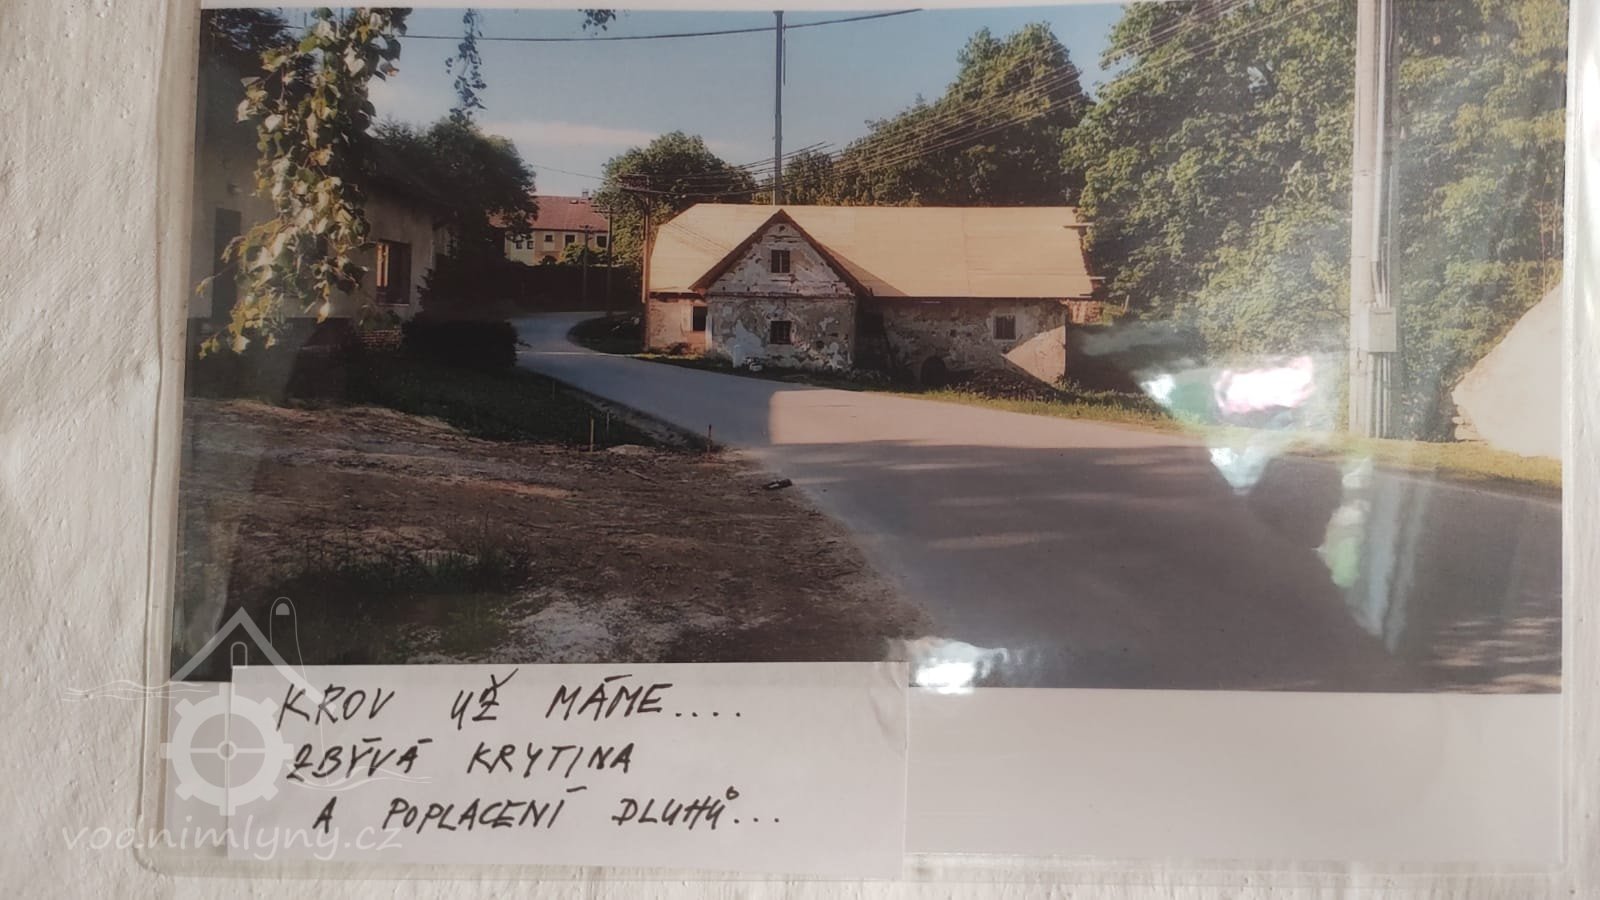 KROV UŽ MÁME....
ZBÝVÁ KRYTINA
A POPLACENÍ DLUHŮ...
vodnimlyny.cz